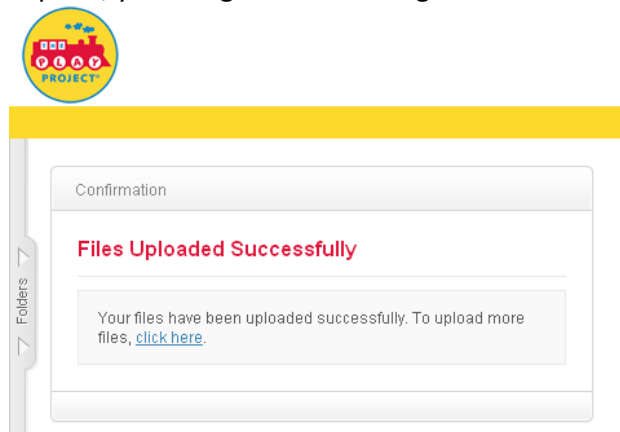 THE
PLAY
PROJECT
Confirmation
Files Uploaded Successfully
Folders
Your files have been uploaded successfully. To upload more
files, click here.